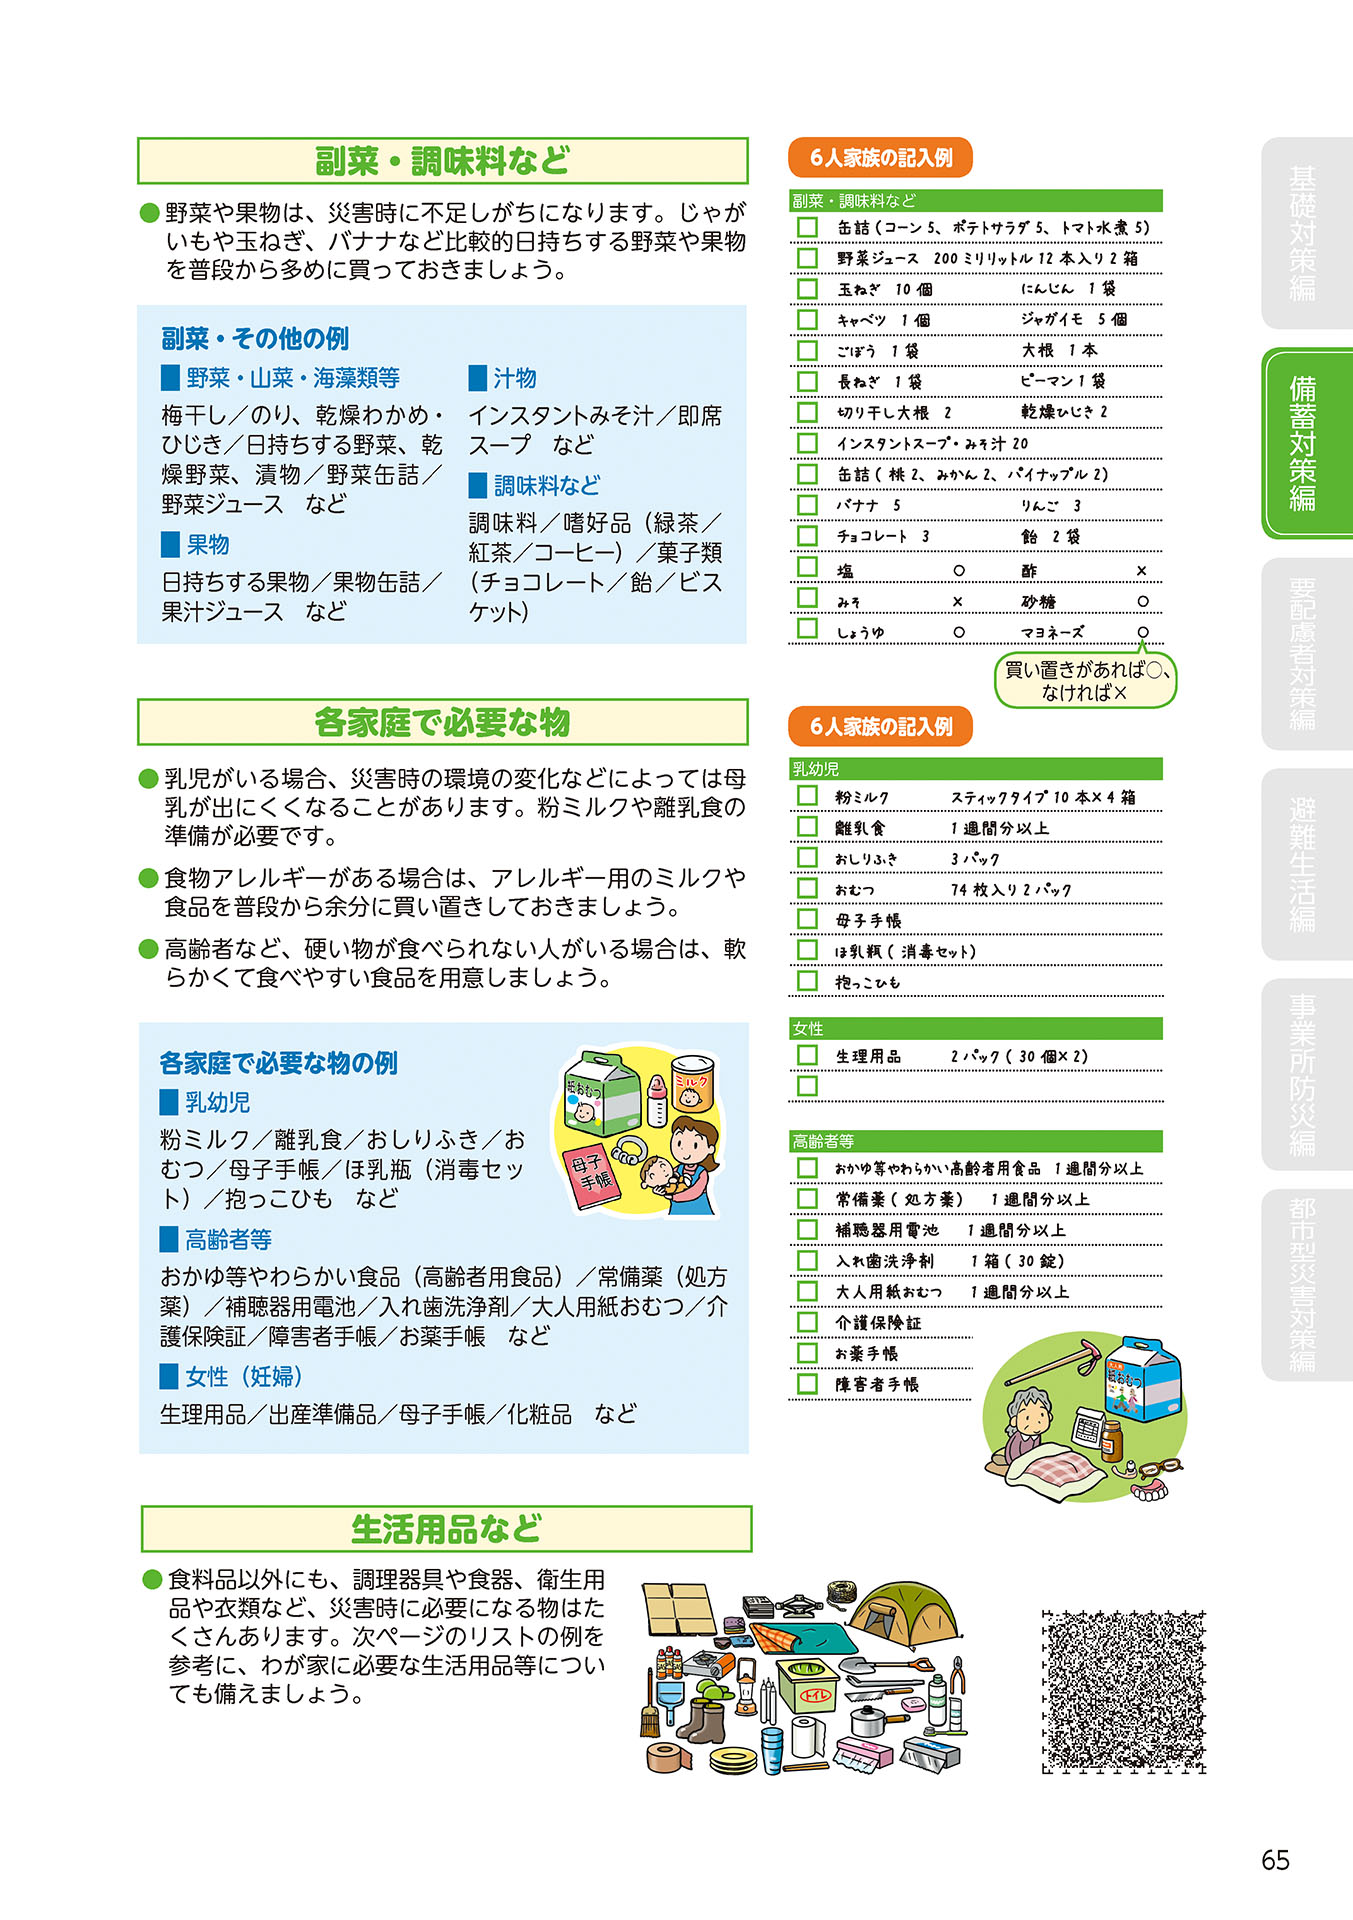 副菜・調味料など
●野菜や果物は、災害時に不足しがちになります。じゃが
いもや玉ねぎ、バナナなど比較的日持ちする野菜や果物
を普段から多めに買っておきましょう。
副菜・その他の例
■野菜・山菜・海藻類等
梅干し／のり、乾燥わかめ・
ひじき／日持ちする野菜、乾
燥野菜、漬物／野菜缶詰／
野菜ジュース　など
■果物
日持ちする果物／果物缶詰／
果汁ジュース　など
■汁物
インスタントみそ汁／即席
スープ　など
■調味料など
調味料／嗜好品（緑茶／
紅茶／コーヒー）／菓子類
（チョコレート／飴／ビス
ケット）
6人家族の記入例
副菜・調味料など
□ 缶詰（コーン5、ポテトサラダ5、トマト水煮5）
□ 野菜ジュース　200ミリリットル12本入り2箱
□ 玉ねぎ　10個　にんじん　1袋
□ キャベツ　1個　ジャガイモ　5個
□ ごぼう　1袋　大根　1本
□ 長ねぎ　1袋　ピーマン1袋
□ 切り干し大根　2　乾燥ひじき2
□ インスタントスープ・みそ汁20
□ 缶詰（桃2、みかん2、パイナップル2）
□ バナナ　5　りんご　3
□ チョコレート　3　飴　2袋
□ 塩　○　酢　×
□ みそ　×　砂糖　○
□ しょうゆ　○　マヨネーズ　○
買い置きがあれば○、
なければ×
各家庭で必要な物
●乳児がいる場合、災害時の環境の変化などによっては母
乳が出にくくなることがあります。粉ミルクや離乳食の
準備が必要です。
●食物アレルギーがある場合は、アレルギー用のミルクや
食品を普段から余分に買い置きしておきましょう。
●高齢者など、硬い物が食べられない人がいる場合は、軟
らかくて食べやすい食品を用意しましょう。
各家庭で必要な物の例
■乳幼児
粉ミルク／離乳食／おしりふき／お
むつ／母子手帳／ほ乳瓶（消毒セッ
ト）／抱っこひも　など
紙おむつ
ミルク
母子
手帳
■高齢者等
おかゆ等やわらかい食品（高齢者用食品）／常備薬（処方
薬）／補聴器用電池／入れ歯洗浄剤／大人用紙おむつ／介
護保険証／障害者手帳／お薬手帳　など
■女性（妊婦）
生理用品／出産準備品／母子手帳／化粧品　など
6人家族の記入例
乳幼児
□ 粉ミルク　スティックタイプ10本×4箱
□ 離乳食　1週間分以上
□ おしりふき　3パック
□ おむつ　74枚入り2パック
□ 母子手帳
□ ほ乳瓶（消毒セット）
□ 抱っこひも
女性
□ 生理用品　2パック（30個×2）
□
高齢者等
□ おかゆ等やわらかい高齢者用食品　1週間分以上
□ 常備薬（処方薬）　1週間分以上
□ 補聴器用電池　1週間分以上
□ 入れ歯洗浄剤　1箱（30錠）
□ 大人用紙おむつ　1週間分以上
□ 介護保険証
□ お薬手帳
□ 障害者手帳
大人用
紙おむつ
生活用品など
●食料品以外にも、調理器具や食器、衛生用
品や衣類など、災害時に必要になる物はた
くさんあります。次ページのリストの例を
参考に、わが家に必要な生活用品等につい
ても備えましょう。
トイレ
基礎対策編
備蓄対策編
要配慮者対策編
避難生活編
事業所防災編
都市型災害対策編
65